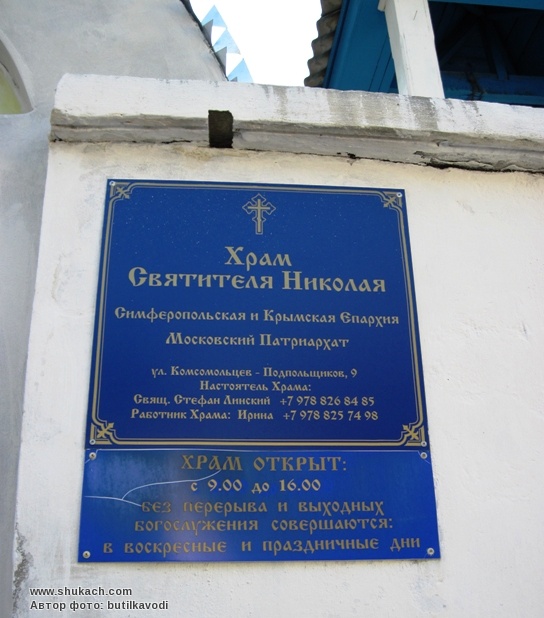 Храм
Святителя Николая
Симферопольская и Крымская Епархия
Московский Патриархат
ул. Комсомольцев - Подпольщиков, 9
Настоятель Храма:
Свящ. Стефан Линский +7 978 826 84 85
Работник Храма: Ирина +7 978 825 74 98
ХРАМ ОТКРЫТ:
с 9.00 до 16.00
БЕЗ ПЕРЕРЫВА И ВЫХОДНЫХ
БОГОСЛУЖЕНИЯ СОВЕРШАЮТСЯ:
В ВОСКРЕСНЫЕ И ПРАЗДНИЧНЫЕ ДНИ
www.shukach.com
Автор фото: butilkavodi